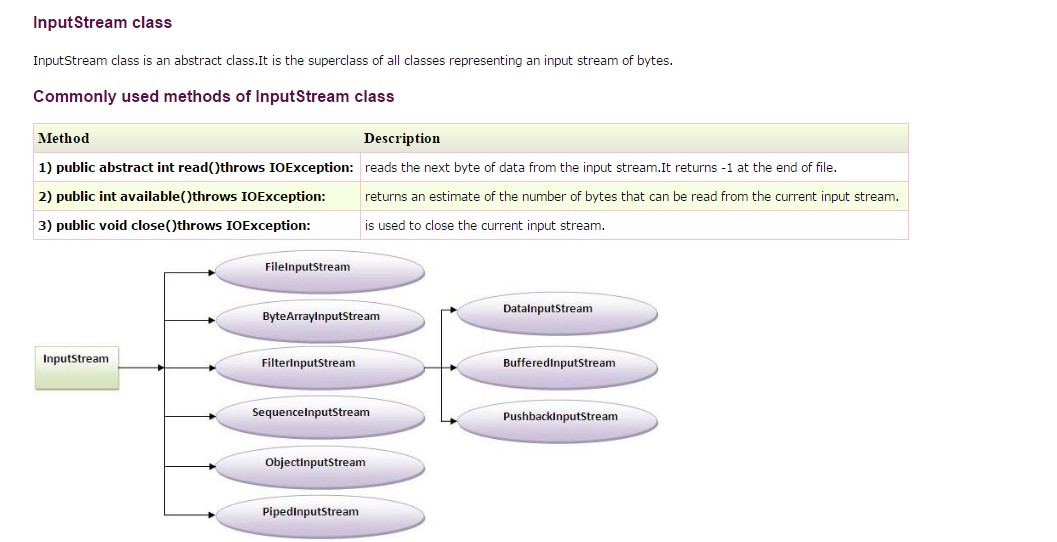 InputStream class
InputStream class is an abstract class.It is the superclass of all classes representing an input stream of bytes.
Commonly used methods of InputStream class
Method Description
1) public abstract int read()throws IOException: reads the next byte of data from the input stream.It returns -1 at the end of file.
2) public int available()throws IOException: returns an estimate of the number of bytes that can be read from the current input stream.
3) public void close()throws IOException: is used to close the current input stream.
InputStream
FileInputStream
ByteArrayInputStream
FilterInputStream
SequenceInputStream
ObjectInputStream
PipedInputStream
DataInputStream
BufferedInputStream
PushbackInputStream